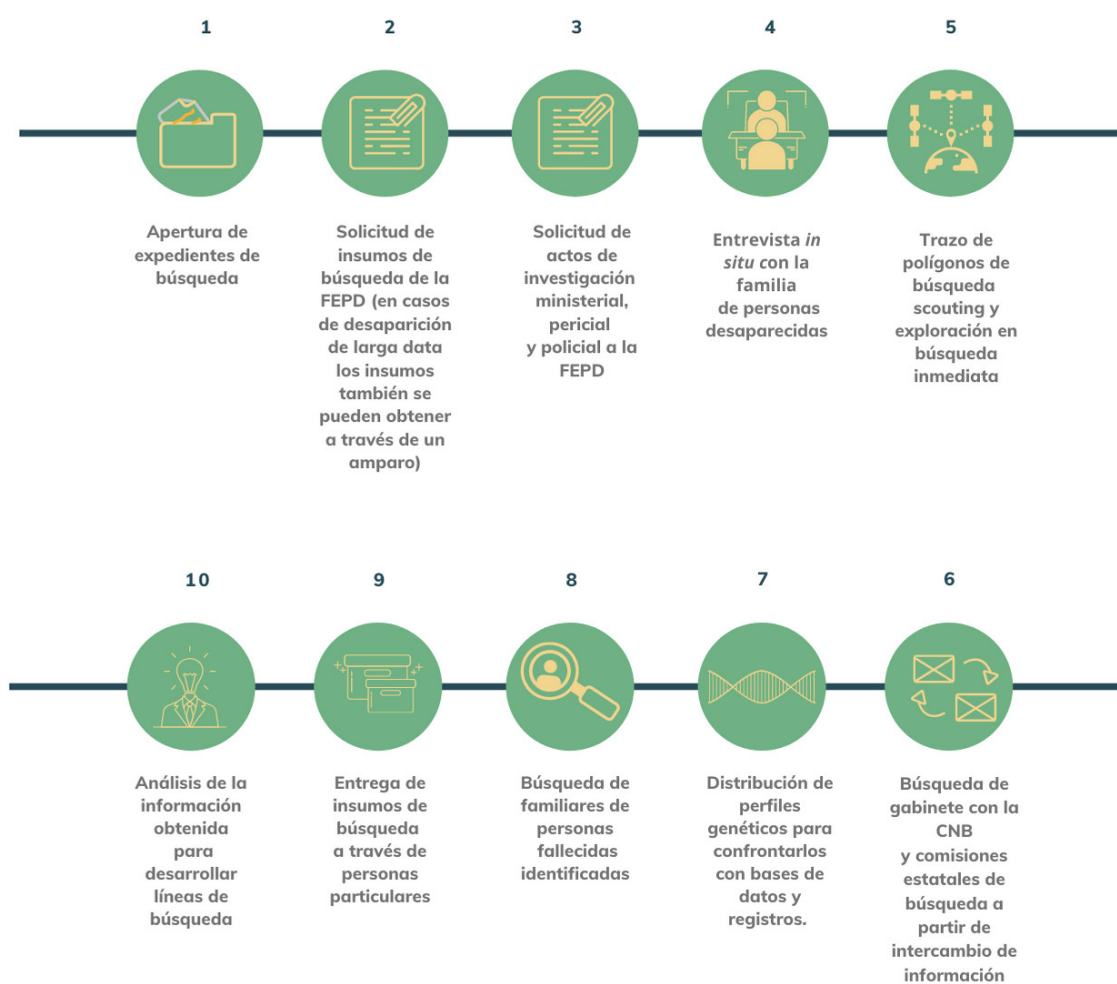 1
Apertura de
expedientes de
búsqueda
2
Solicitud de
insumos de
búsqueda de la
FEPD (en casos
de desaparición
de larga data
los insumos
también se
pueden obtener
a través de un
amparo)
3
Solicitud de
actos de
investigación
ministerial,
pericial
y policial a la
FEPD
4
Entrevista in
situ con la
familia
de personas
desaparecidas
5
Trazo de
polígonos de
búsqueda
scouting y
exploración en
búsqueda
inmediata
10
Análisis de la
información
obtenida
para
desarrollar
líneas de
búsqueda
9
Entrega de
insumos de
búsqueda
a través de
personas
particulares
8
Búsqueda de
familiares de
personas
fallecidas
identificadas
7
Distribución de
perfiles
genéticos para
confrontarlos
con bases de
datos y
registros.
6
Búsqueda de
gabinete con la
CNB
y comisiones
estatales de
búsqueda a
partir de
intercambio de
información